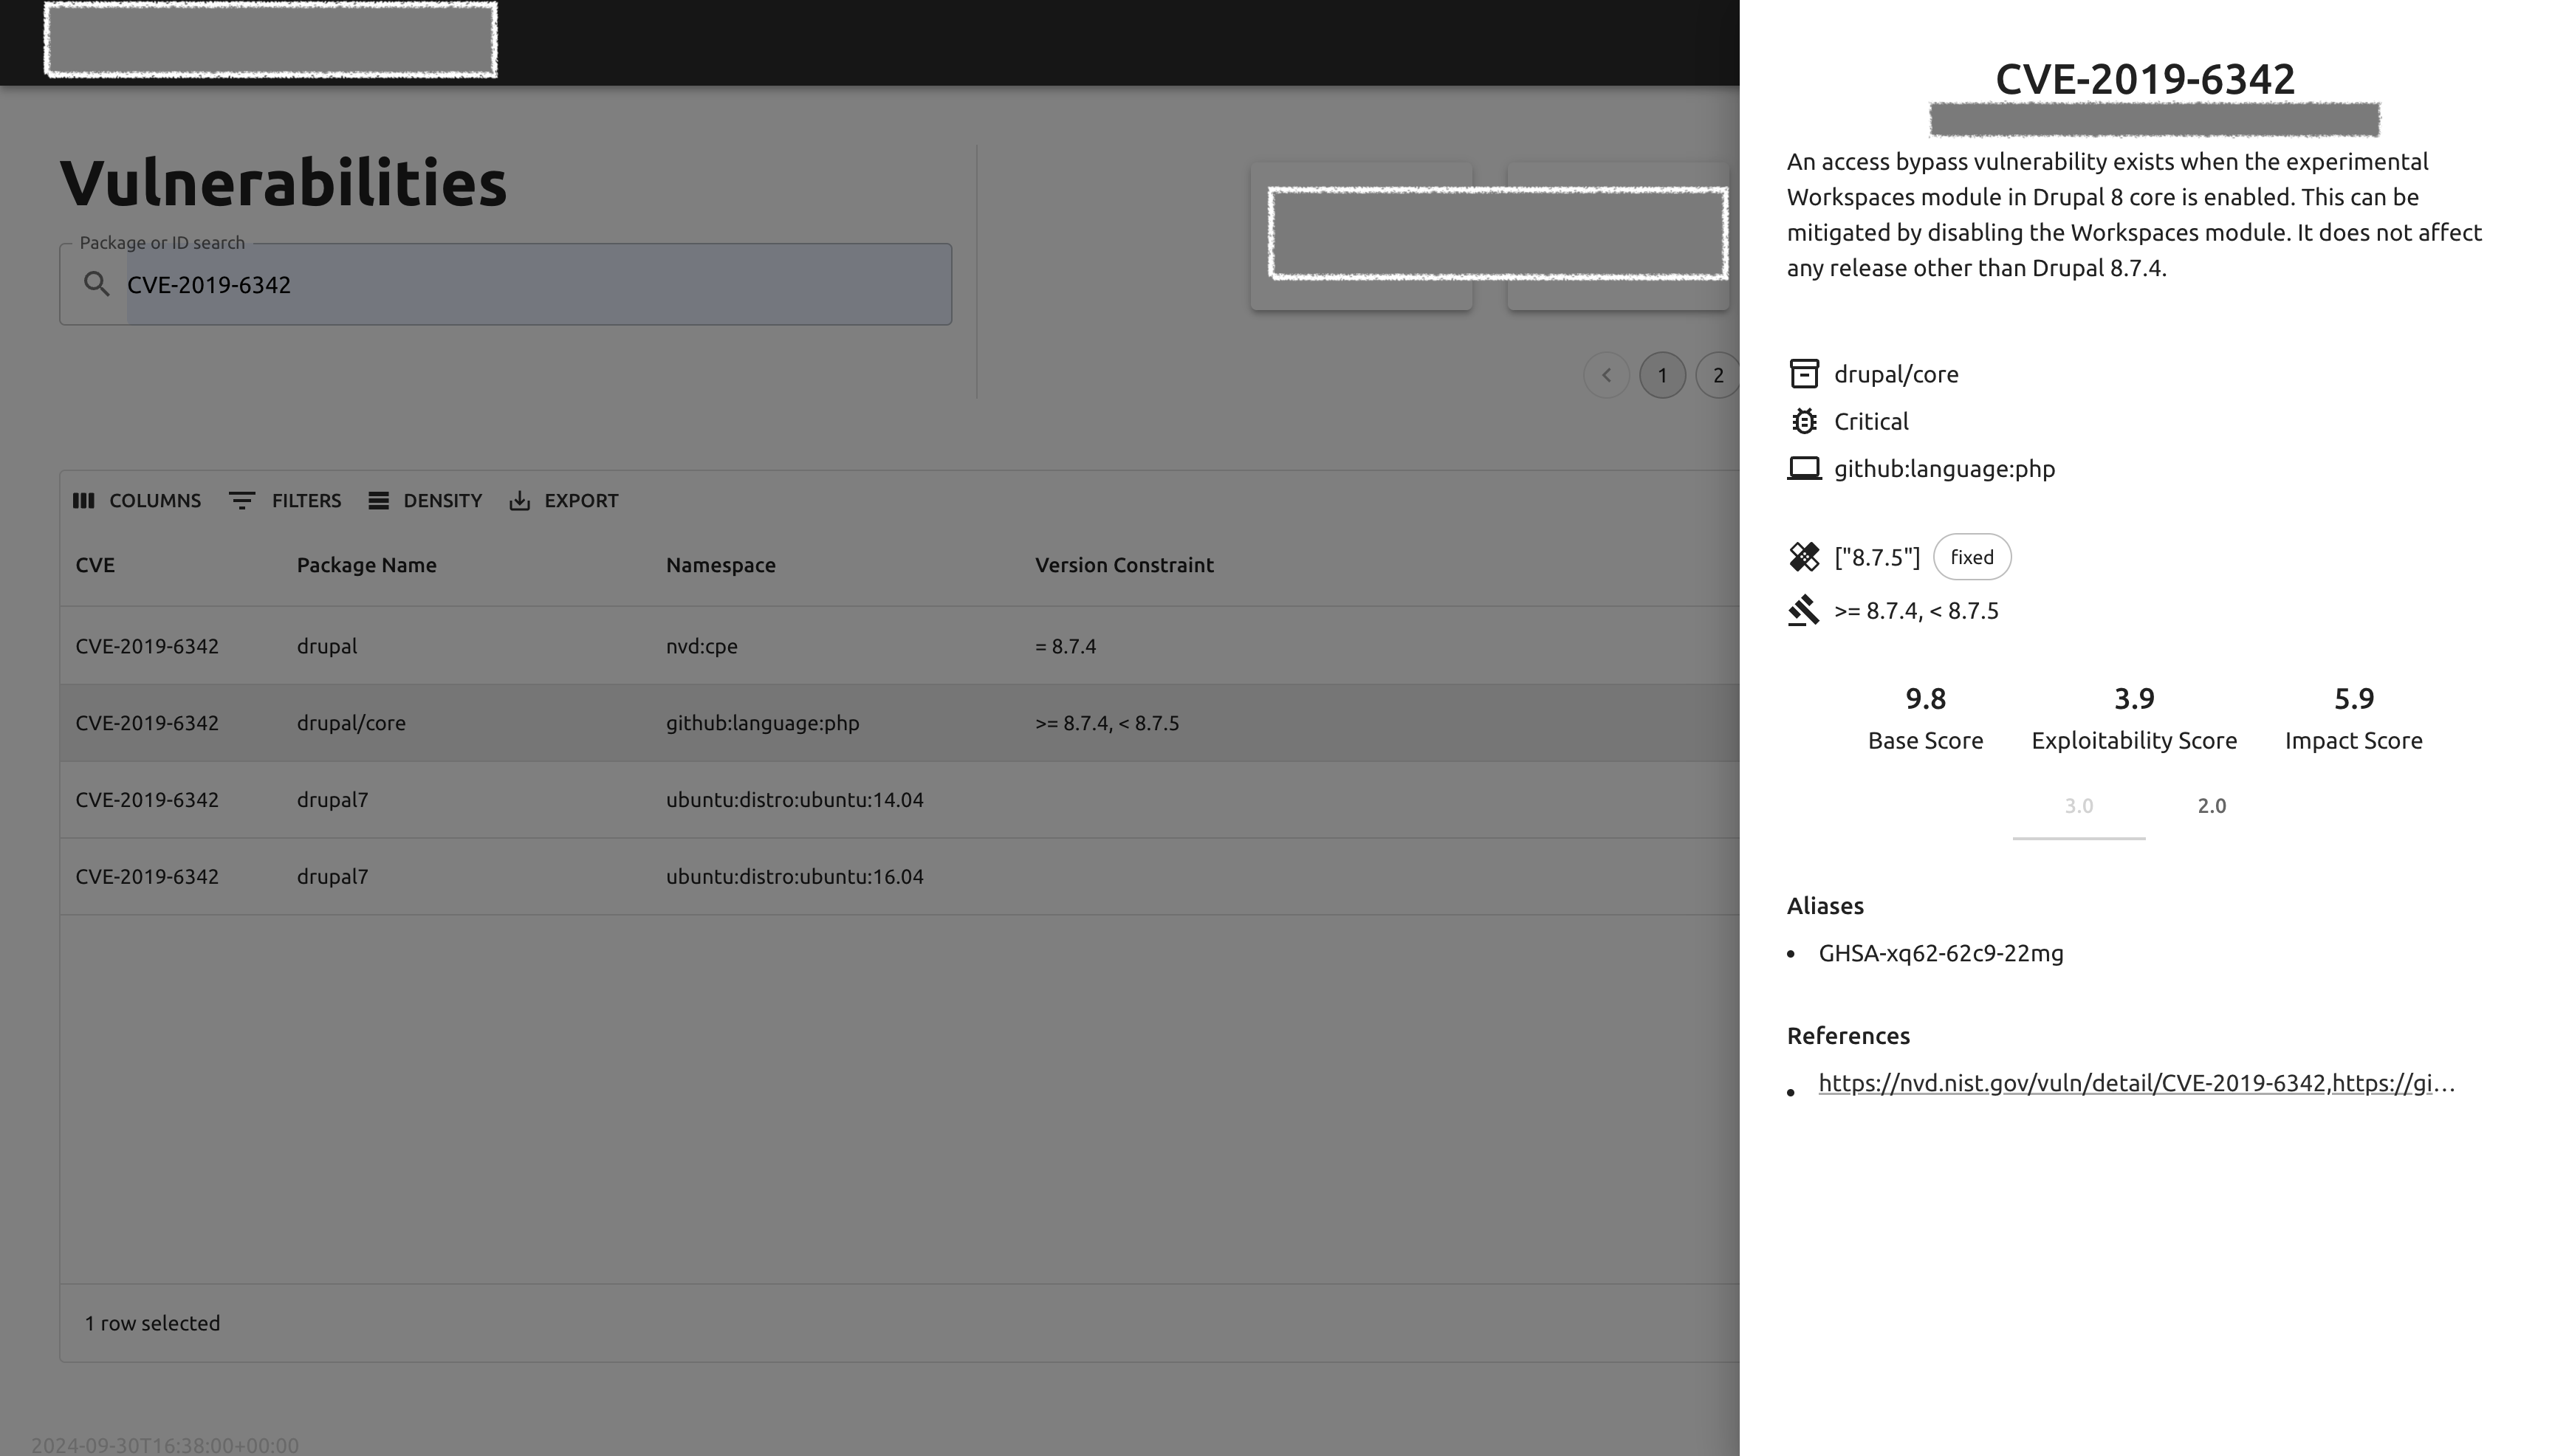 Vulnerabilities
Package or ID search
CVE-2019-6342
1 2
COLUMNS FILTERS DENSITY EXPORT
CVE Package Name Namespace Version Constraint
CVE-2019-6342 drupal nvd:cpe = 8.7.4
CVE-2019-6342 drupal/core github:language:php >= 8.7.4, < 8.7.5
CVE-2019-6342 drupal7 ubuntu:distro:ubuntu:14.04
CVE-2019-6342 drupal7 ubuntu:distro:ubuntu:16.04
1 row selected
2024-09-30T16:38:00+00:00
CVE-2019-6342
An access bypass vulnerability exists when the experimental
Workspaces module in Drupal 8 core is enabled. This can be
mitigated by disabling the Workspaces module. It does not affect
any release other than Drupal 8.7.4.
drupal/core
Critical
github:language:php
["8.7.5"] fixed
>= 8.7.4, < 8.7.5
9.8 3.9 5.9
Base Score Exploitability Score Impact Score
3.0 2.0
Aliases
• GHSA-xq62-62c9-22mg
References
• https://nvd.nist.gov/vuln/detail/CVE-2019-6342,https://gi…